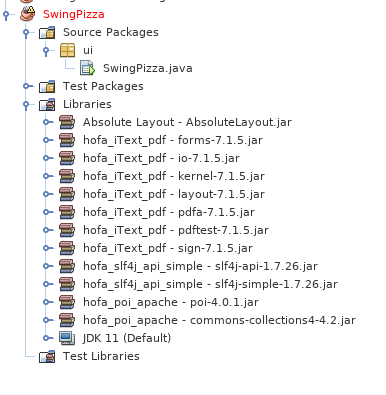 SwingPizza
Source Packages
ui
SwingPizza.java
Test Packages
Libraries
Absolute Layout - AbsoluteLayout.jar
hofa_iText_pdf - forms-7.1.5.jar
hofa_iText_pdf - io-7.1.5.jar
hofa_iText_pdf - kernel-7.1.5.jar
hofa_iText_pdf - layout-7.1.5.jar
hofa_iText_pdf - pdfa-7.1.5.jar
hofa_iText_pdf - pdftest-7.1.5.jar
hofa_iText_pdf - sign-7.1.5.jar
hofa_slf4j_api_simple - slf4j-api-1.7.26.jar
hofa_slf4j_api_simple - slf4j-simple-1.7.26.jar
hofa_poi_apache - poi-4.0.1.jar
hofa_poi_apache - commons-collections4-4.2.jar
JDK 11 (Default)
Test Libraries